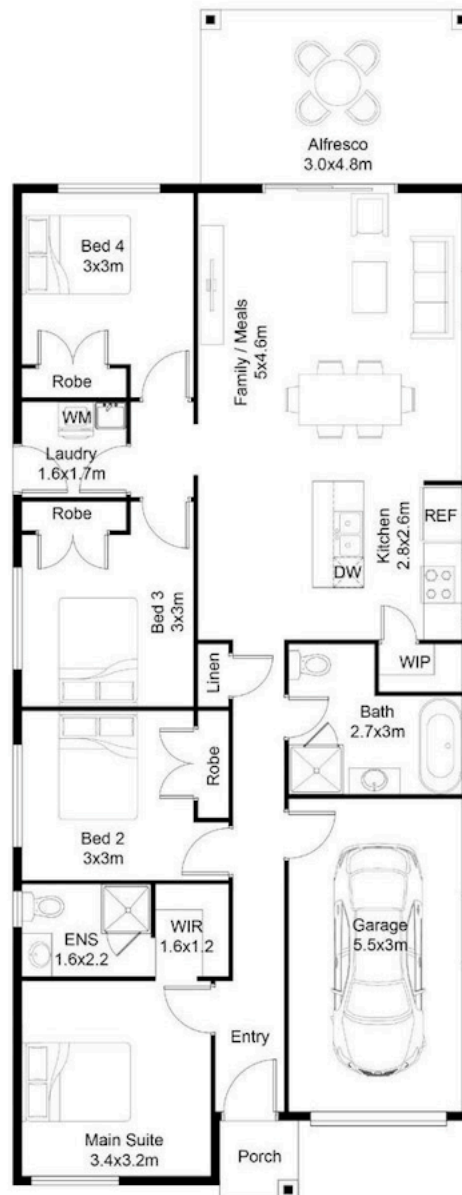 Alfresco
3.0x4.8m
Bed 4
3x3m
Family / Meals
5x4.6m
Robe
WM
Laudry
1.6x1.7m
Robe
REF
Kitchen
2.8x2.6m
DW
Bed 3
3x3m
Linen
WIP
Bath
2.7x3m
Robe
Bed 2
3x3m
WIR
1.6x1.2
ENS
1.6x2.2
Garage
5.5x3m
Entry
Main Suite
3.4x3.2m
Porch